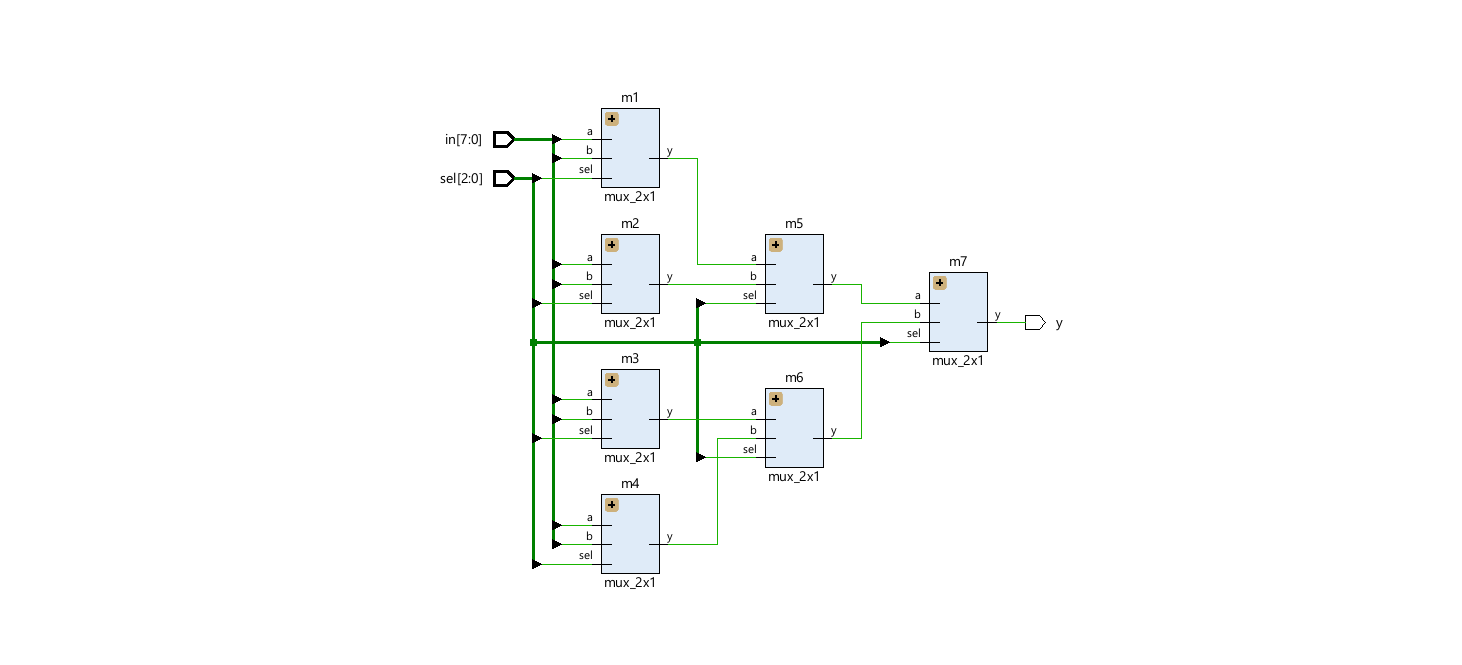 m1
in[7:0]
a
b
y
sel[2:0]
sel
mux_2x1
m2
a
b
y
sel
mux_2x1
m5
a
b
y
sel
mux_2x1
m7
a
b
y
sel
mux_2x1
y
m3
a
b
y
sel
mux_2x1
m6
a
b
y
sel
mux_2x1
m4
a
b
y
sel
mux_2x1